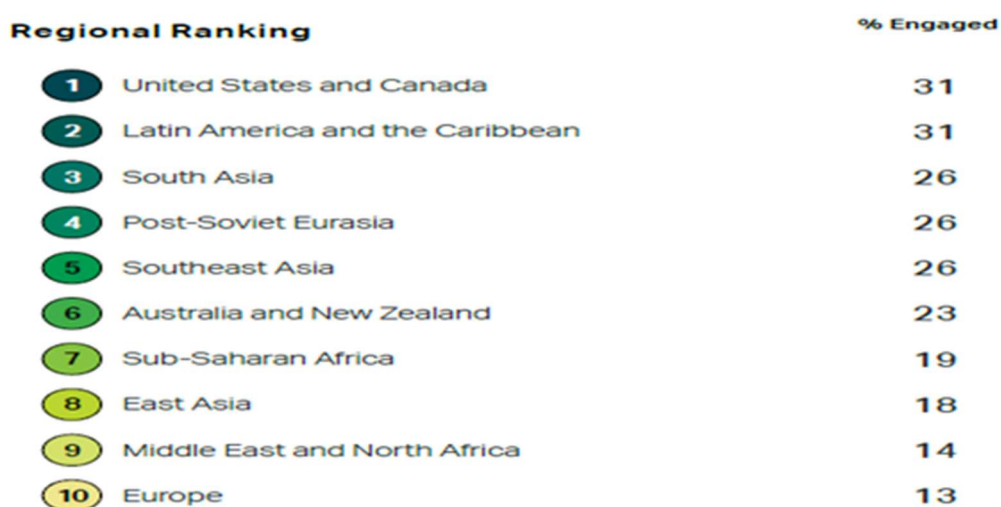 Regional Ranking % Engaged
1 United States and Canada 31
2 Latin America and the Caribbean 31
3 South Asia 26
4 Post-Soviet Eurasia 26
5 Southeast Asia 26
6 Australia and New Zealand 23
7 Sub-Saharan Africa 19
8 East Asia 18
9 Middle East and North Africa 14
10 Europe 13